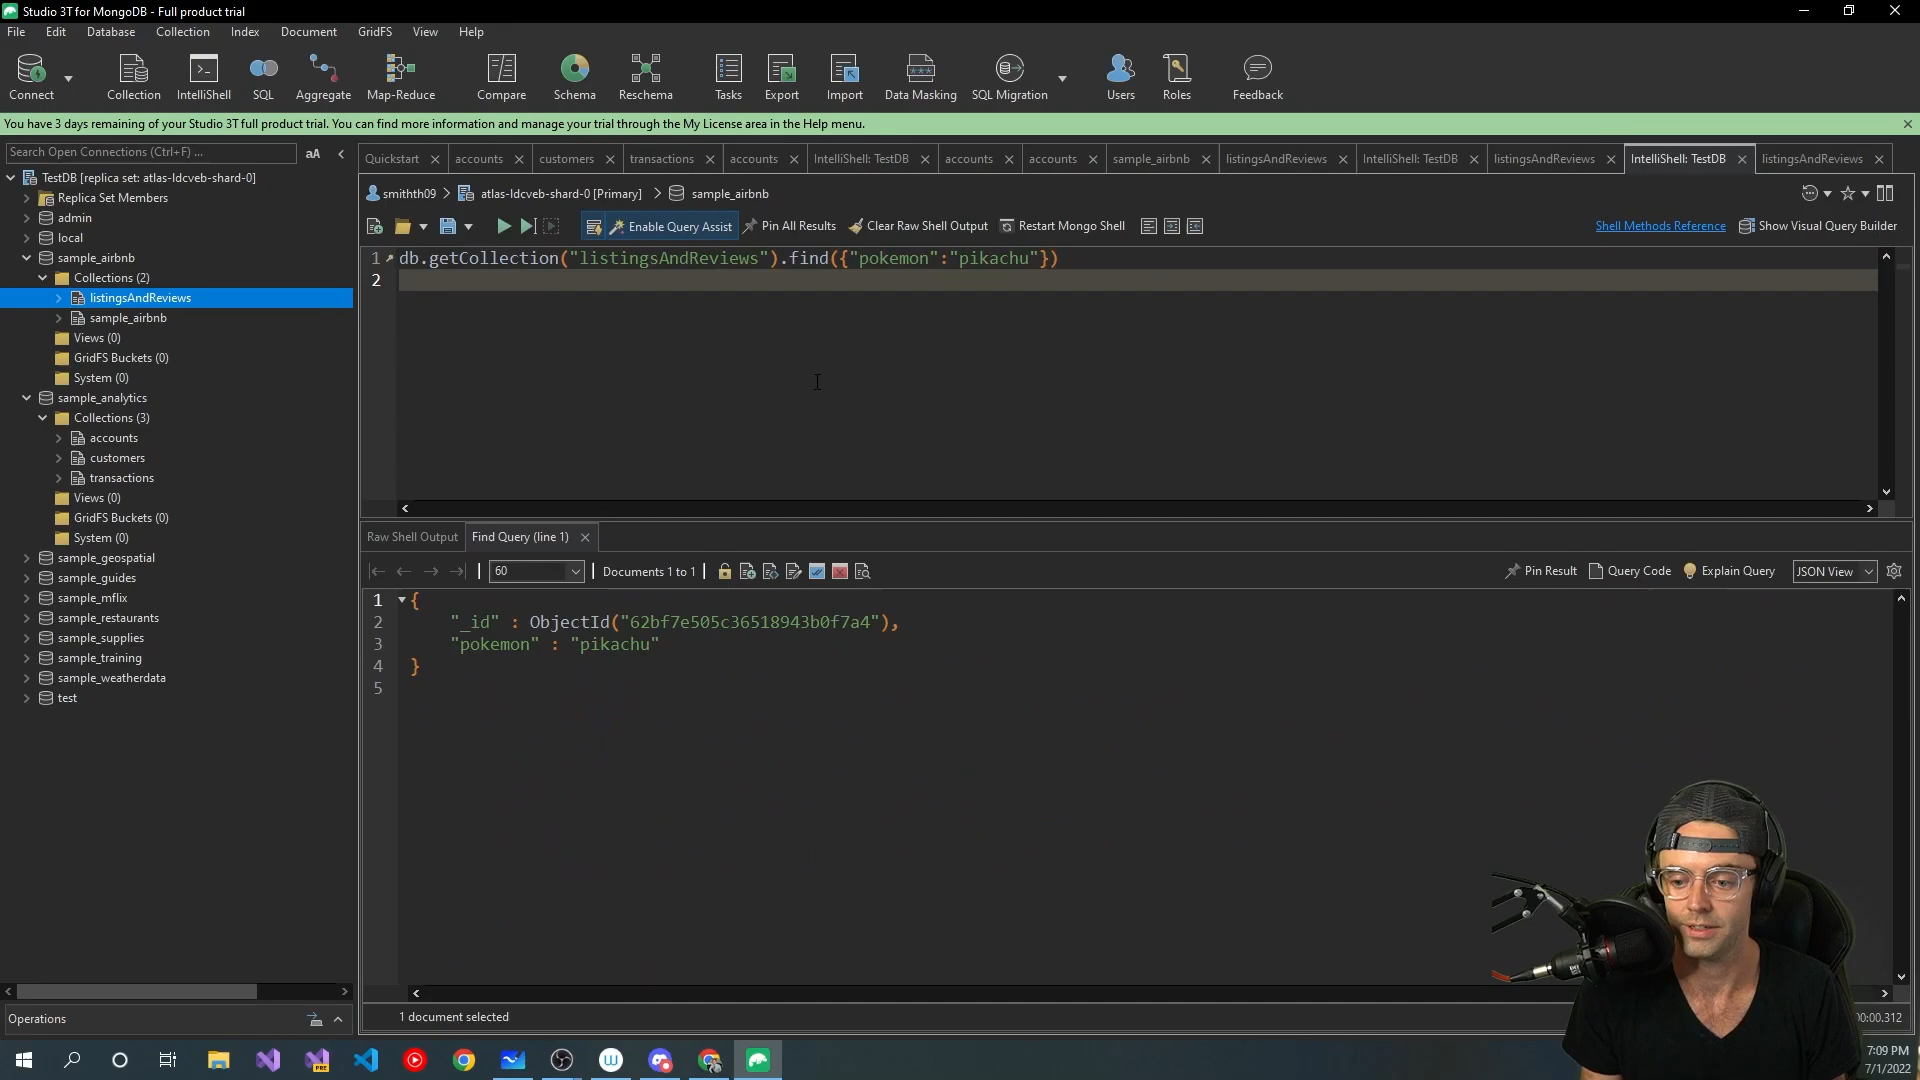 Studio 3T for MongoDB - Full product trial
File Edit Database Collection Index Document GridFS View Help
Connect Collection IntelliShell SQL Aggregate Map-Reduce Compare Schema Reschema Tasks Export Import Data Masking SQL Migration Users Roles Feedback
You have 3 days remaining of your Studio 3T full product trial. You can find more information and manage your trial through the My License area in the Help menu.
Search Open Connections (Ctrl+F) ... aA
TestDB [replica set: atlas-ldcveb-shard-0]
Replica Set Members
admin
local
sample_airbnb
Collections (2)
listingsAndReviews
sample_airbnb
Views (0)
GridFS Buckets (0)
System (0)
sample_analytics
Collections (3)
accounts
customers
transactions
Views (0)
GridFS Buckets (0)
System (0)
sample_geospatial
sample_guides
sample_mflix
sample_restaurants
sample_supplies
sample_training
sample_weatherdata
test
Operations
Quickstart accounts customers transactions accounts IntelliShell: TestDB accounts accounts sample_airbnb listingsAndReviews IntelliShell: TestDB listingsAndReviews IntelliShell: TestDB listingsAndReviews
smithth09 atlas-ldcveb-shard-0 [Primary] sample_airbnb
Enable Query Assist Pin All Results Clear Raw Shell Output Restart Mongo Shell Shell Methods Reference Show Visual Query Builder
1 db.getCollection("listingsAndReviews").find({"pokemon":"pikachu"})
2
Raw Shell Output Find Query (line 1)
60 Documents 1 to 1 Pin Result Query Code Explain Query JSON View
1 {
2 "_id" : ObjectId("62bf7e505c36518943b0f7a4"),
3 "pokemon" : "pikachu"
4 }
5
1 document selected
00:00.312
PRE
7:09 PM
7/1/2022